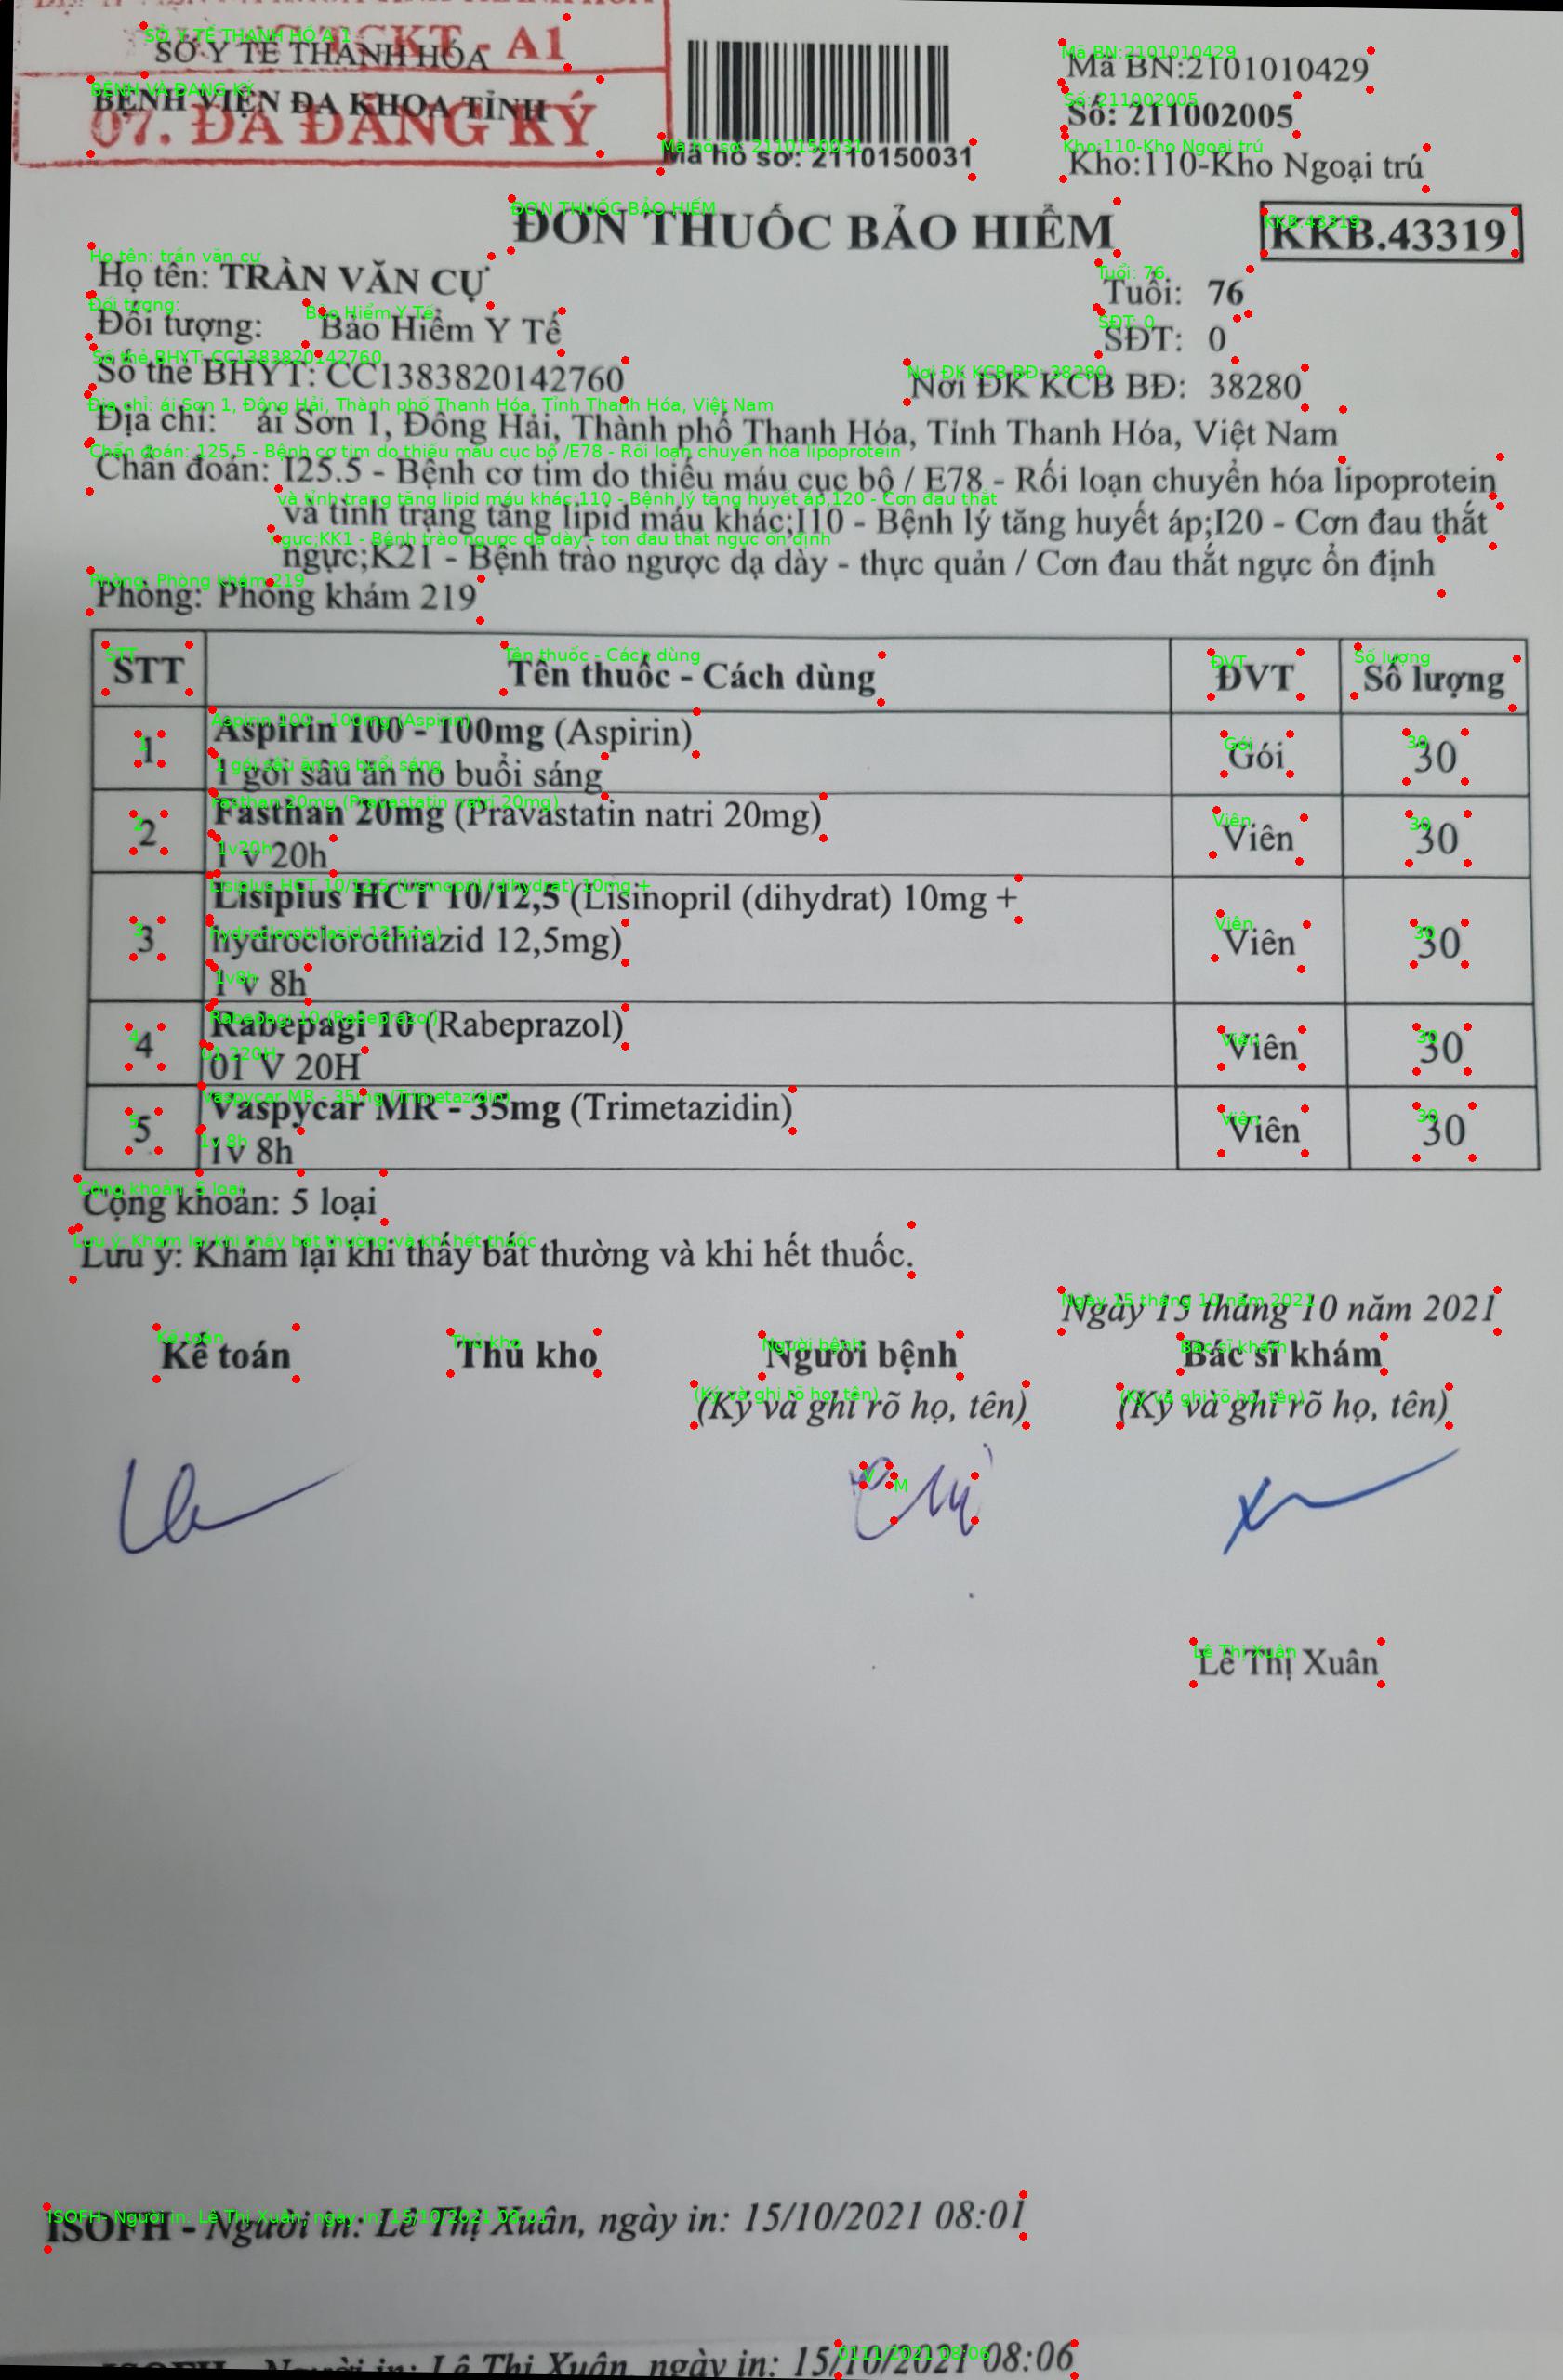 TCKT - A1
SỞ Y TẾ THANH HÓA
BỆNH VIỆN ĐA KHOA TỈNH
07. ĐÃ ĐĂNG KÝ
Mã hồ sơ: 2110150031
Mã BN:2101010429
Số: 211002005
Kho:110-Kho Ngoại trú
ĐƠN THUỐC BẢO HIỂM
KKB.43319
Họ tên: TRẦN VĂN CỰ
Tuổi: 76
Đối tượng: Bảo Hiểm Y Tế
SĐT: 0
Số thẻ BHYT: CC1383820142760
Nơi ĐK KCB BĐ: 38280
Địa chỉ: ái Sơn 1, Đông Hải, Thành phố Thanh Hóa, Tỉnh Thanh Hóa, Việt Nam
Chẩn đoán: I25.5 - Bệnh cơ tim do thiếu máu cục bộ / E78 - Rối loạn chuyển hóa lipoprotein
và tình trạng tăng lipid máu khác;I10 - Bệnh lý tăng huyết áp;I20 - Cơn đau thắt
ngực;K21 - Bệnh trào ngược dạ dày - thực quản / Cơn đau thắt ngực ổn định
Phòng: Phòng khám 219
STT Tên thuốc - Cách dùng ĐVT Số lượng
1 Aspirin 100 - 100mg (Aspirin) Gói 30
1 gói sâu ăn no buổi sáng
2 Fasthan 20mg (Pravastatin natri 20mg) Viên 30
1 v 20h
3 Lisiplus HCT 10/12,5 (Lisinopril (dihydrat) 10mg +
hydroclorothiazid 12,5mg) Viên 30
1 v 8h
4 Rabepagi 10 (Rabeprazol) Viên 30
01 V 20H
5 Vaspycar MR - 35mg (Trimetazidin) Viên 30
1v 8h
Cộng khoản: 5 loại
Lưu ý: Khám lại khi thấy bất thường và khi hết thuốc.
Ngày 15 tháng 10 năm 2021
Kế toán Thủ kho Người bệnh Bác sĩ khám
(Ký và ghi rõ họ, tên) (Ký và ghi rõ họ, tên)
Lê Thị Xuân
ISOFH - Người in: Lê Thị Xuân, ngày in: 15/10/2021 08:01
ISOFH - Người in: Lê Thị Xuân, ngày in: 15/10/2021 08:06